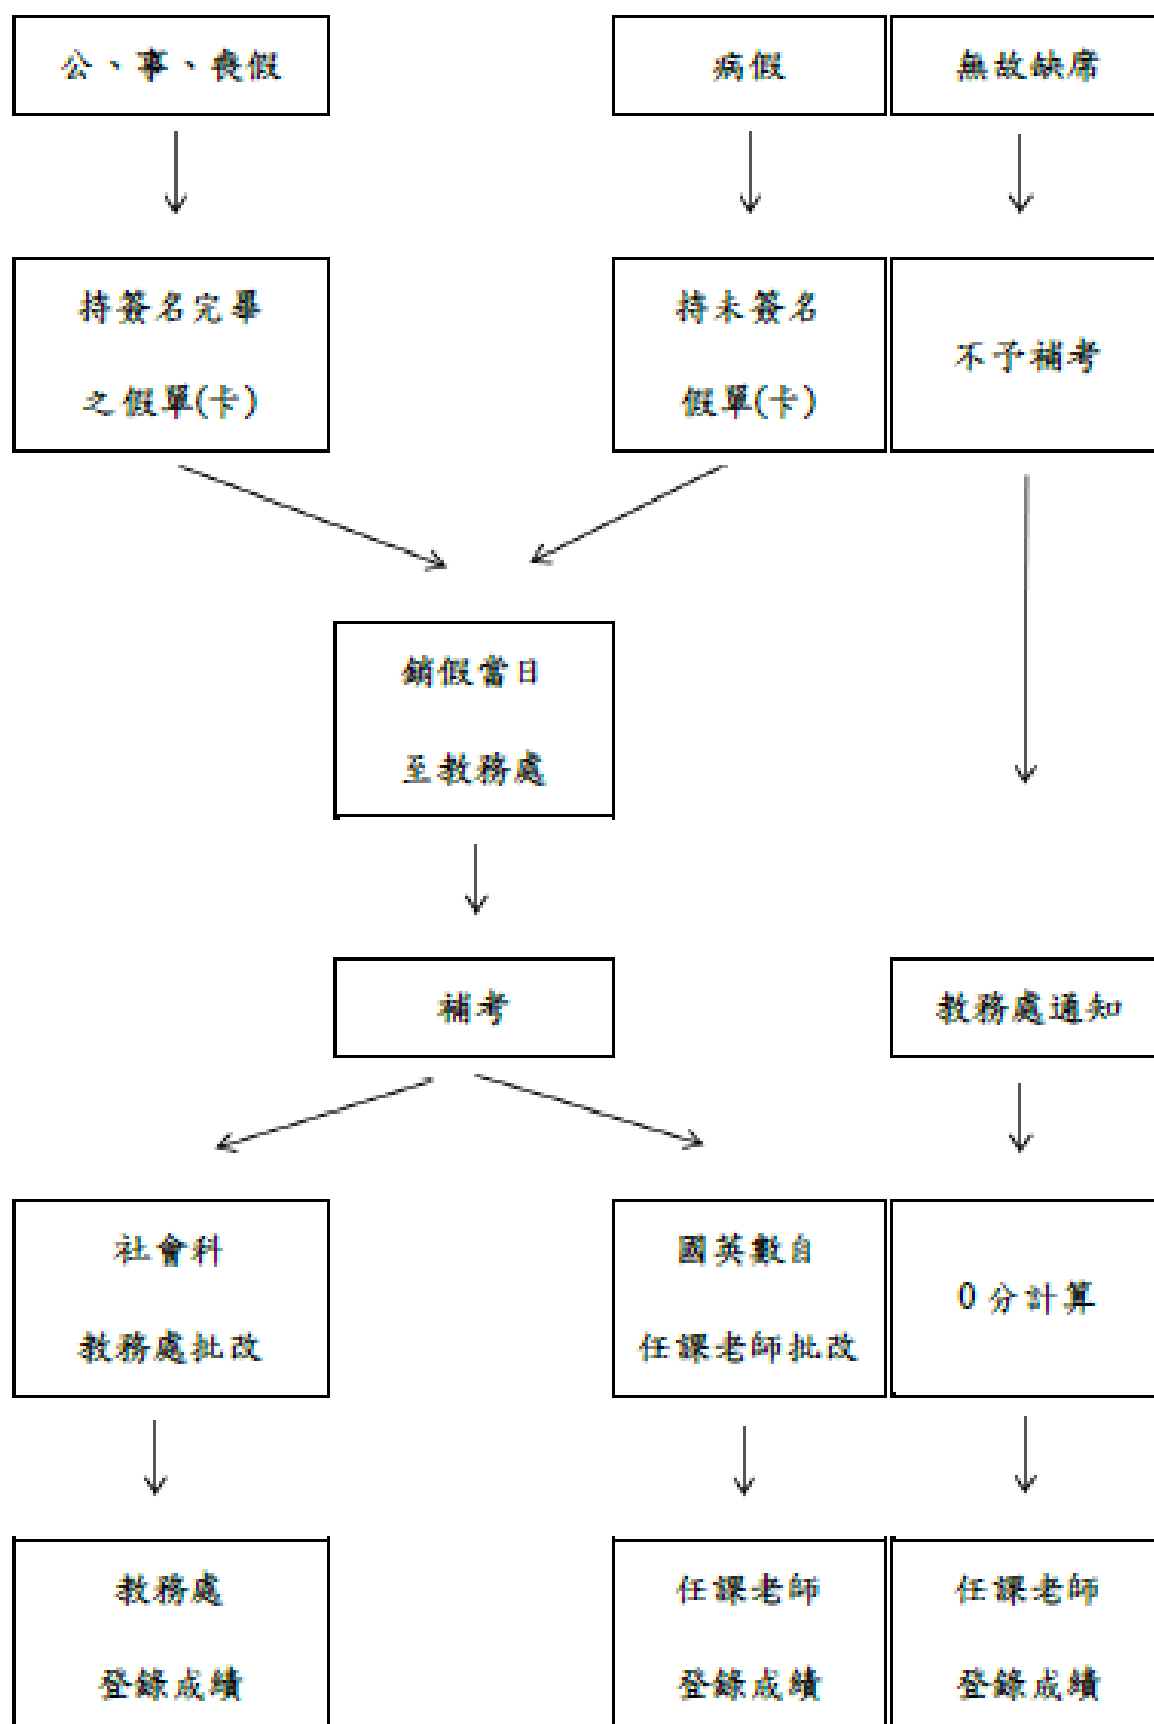 公、事、喪假
病假
無故缺席
持簽名完畢
之假單(卡)
持未簽名
假單(卡)
不予補考
銷假當日
至教務處
補考
教務處通知
社會科
教務處批改
國英數自
任課老師批改
0分計算
教務處
登錄成績
任課老師
登錄成績
任課老師
登錄成績